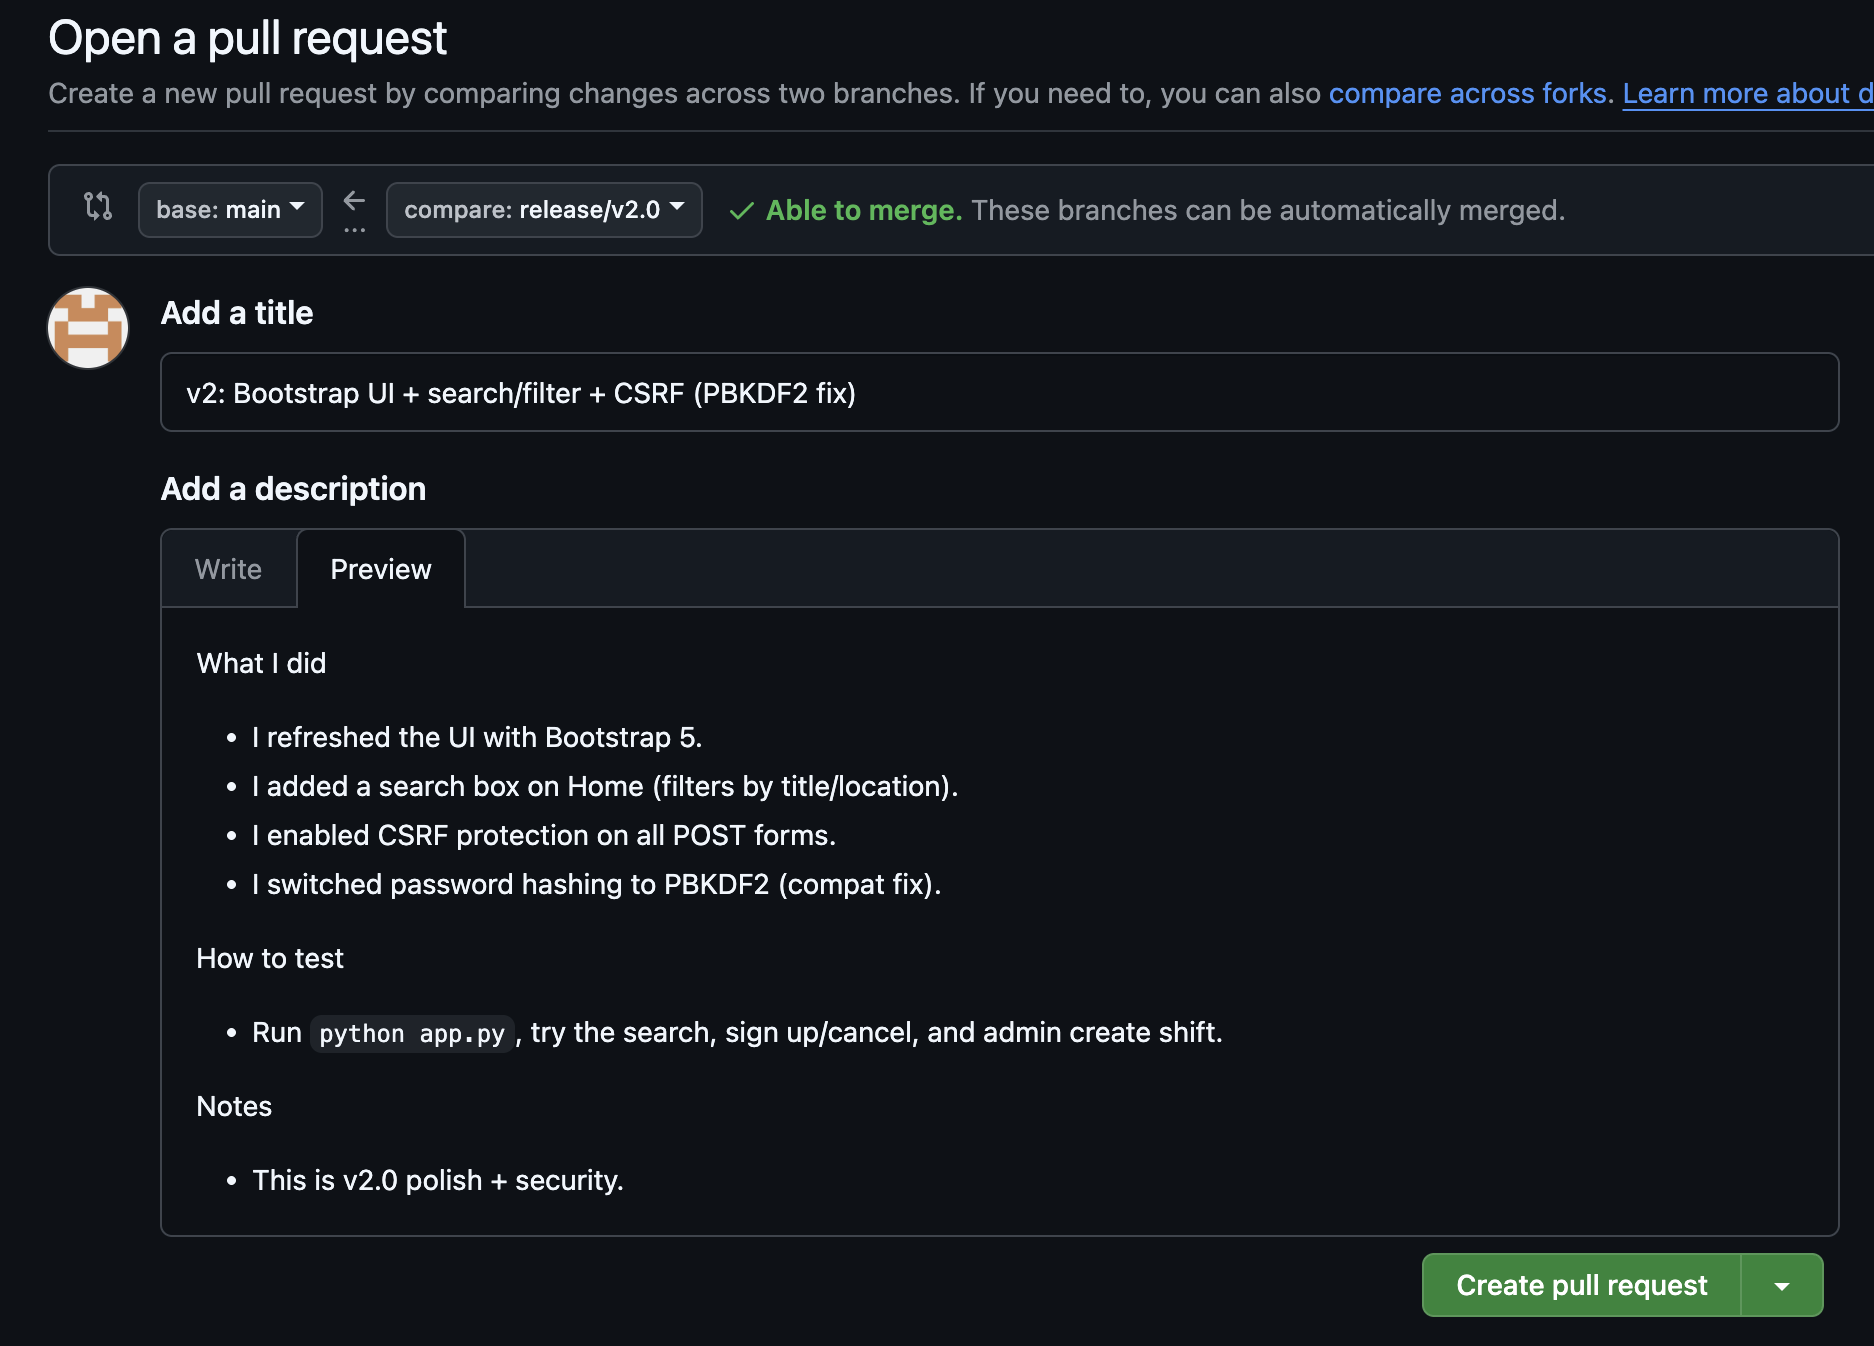 Open a pull request
Create a new pull request by comparing changes across two branches. If you need to, you can also compare across forks. Learn more about d
base: main
compare: release/v2.0
Able to merge. These branches can be automatically merged.
Add a title
v2: Bootstrap UI + search/filter + CSRF (PBKDF2 fix)
Add a description
Write
Preview
What I did
• I refreshed the UI with Bootstrap 5.
• I added a search box on Home (filters by title/location).
• I enabled CSRF protection on all POST forms.
• I switched password hashing to PBKDF2 (compat fix).
How to test
• Run python app.py, try the search, sign up/cancel, and admin create shift.
Notes
• This is v2.0 polish + security.
Create pull request